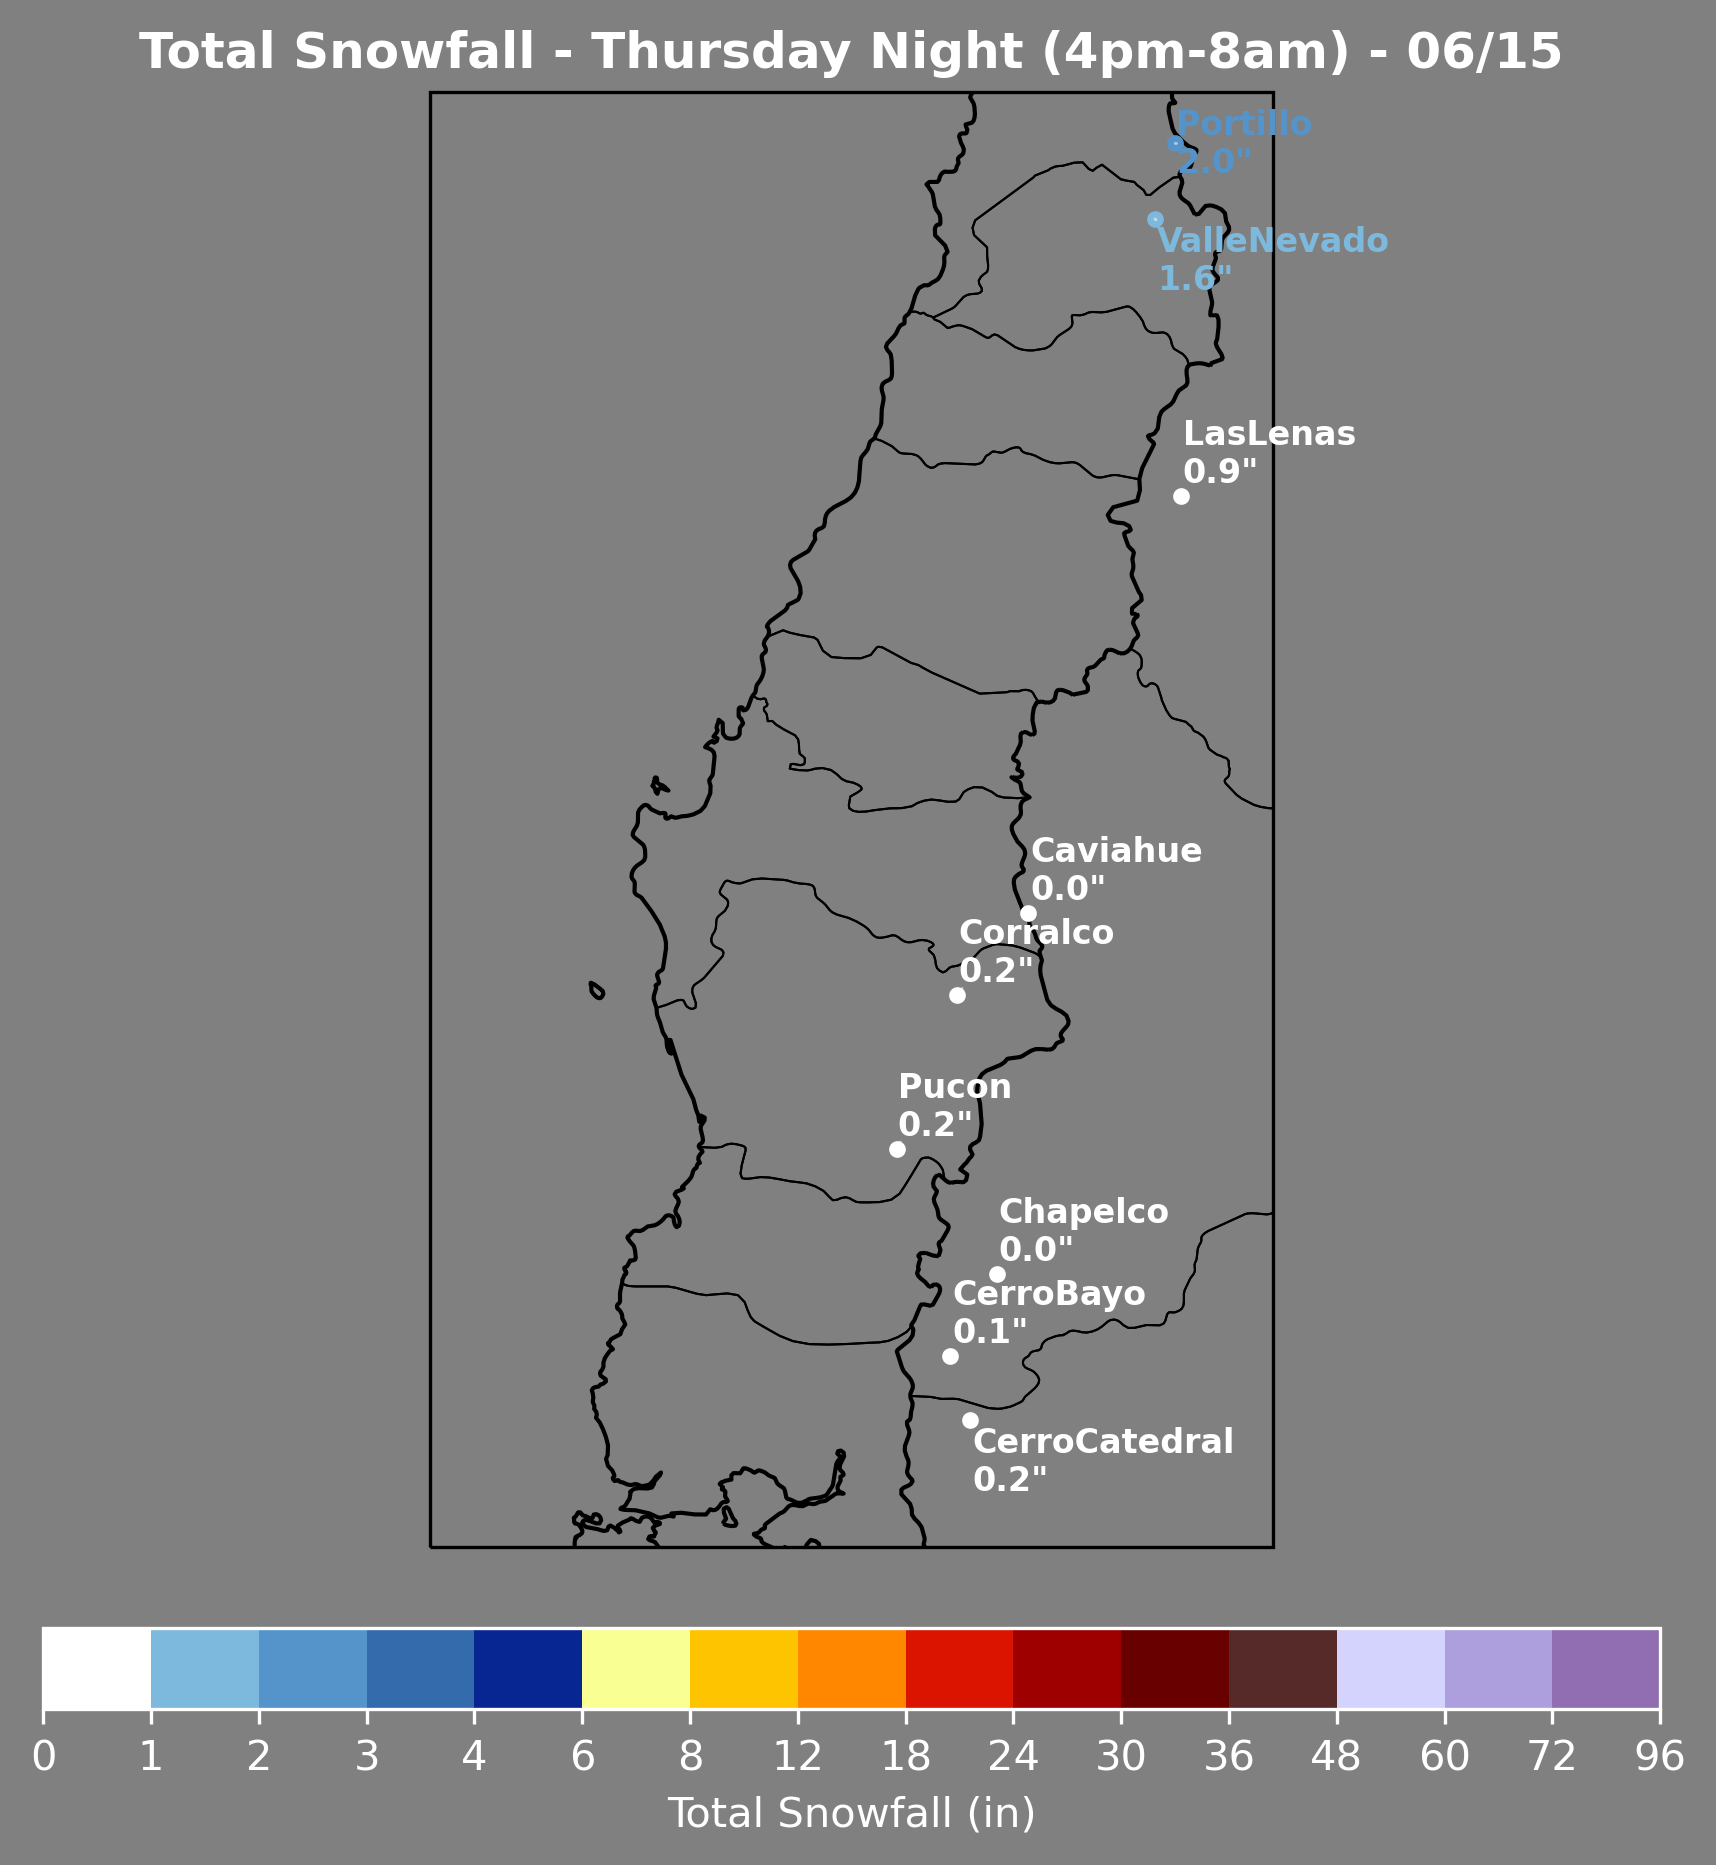 Total Snowfall - Thursday Night (4pm-8am) - 06/15
Portillo
2.0"
ValleNevado
1.6"
LasLenas
0.9"
Caviahue
0.0"
Corralco
0.2"
Pucon
0.2"
Chapelco
0.0"
CerroBayo
0.1"
CerroCatedral
0.2"
0 1 2 3 4 6 8 12 18 24 30 36 48 60 72 96
Total Snowfall (in)